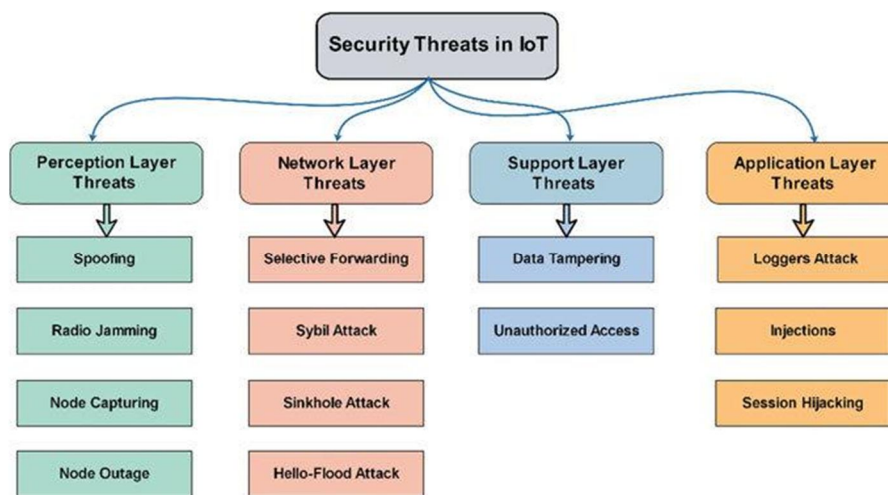 Security Threats in IoT
Perception Layer
Threats
Network Layer
Threats
Support Layer
Threats
Application Layer
Threats
Spoofing
Selective Forwarding
Data Tampering
Loggers Attack
Radio Jamming
Sybil Attack
Unauthorized Access
Injections
Node Capturing
Sinkhole Attack
Session Hijacking
Node Outage
Hello-Flood Attack